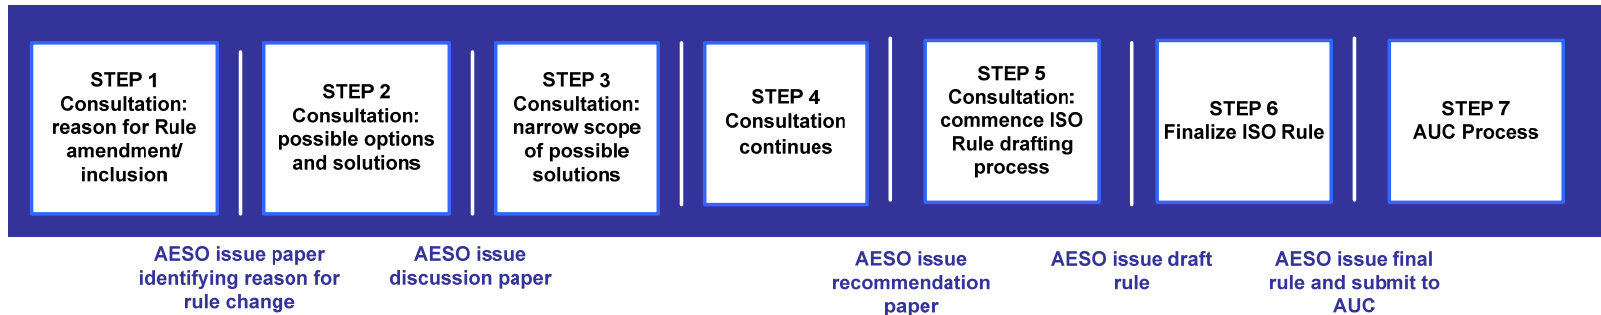 STEP 1
Consultation:
reason for Rule
amendment/
inclusion
STEP 2
Consultation:
possible options
and solutions
STEP 3
Consultation:
narrow scope
of possible
solutions
STEP 4
Consultation
continues
STEP 5
Consultation:
commence ISO
Rule drafting
process
STEP 6
Finalize ISO Rule
STEP 7
AUC Process
AESO issue paper
identifying reason for
rule change
AESO issue
discussion paper
AESO issue
recommendation
paper
AESO issue draft
rule
AESO issue final
rule and submit to
AUC